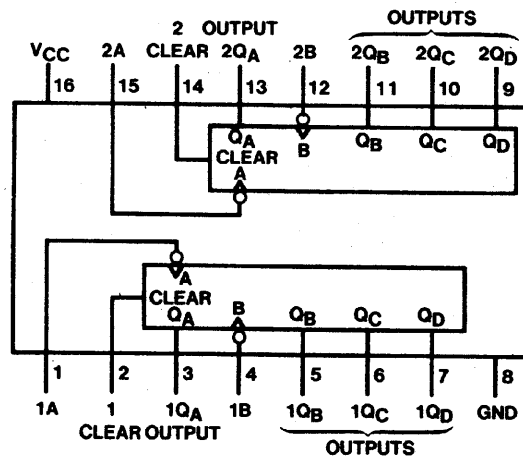 OUTPUTS
2 OUTPUT
VCC 2A CLEAR 2QA 2B 2QB 2QC 2QD
16 15 14 13 12 11 10 9
QA B QB QC QD
CLEAR
A
A
CLEAR
QA B QB QC QD
1 2 3 4 5 6 7 8
1A 1 1QA 1B 1QB 1QC 1QD GND
CLEAR OUTPUT
OUTPUTS